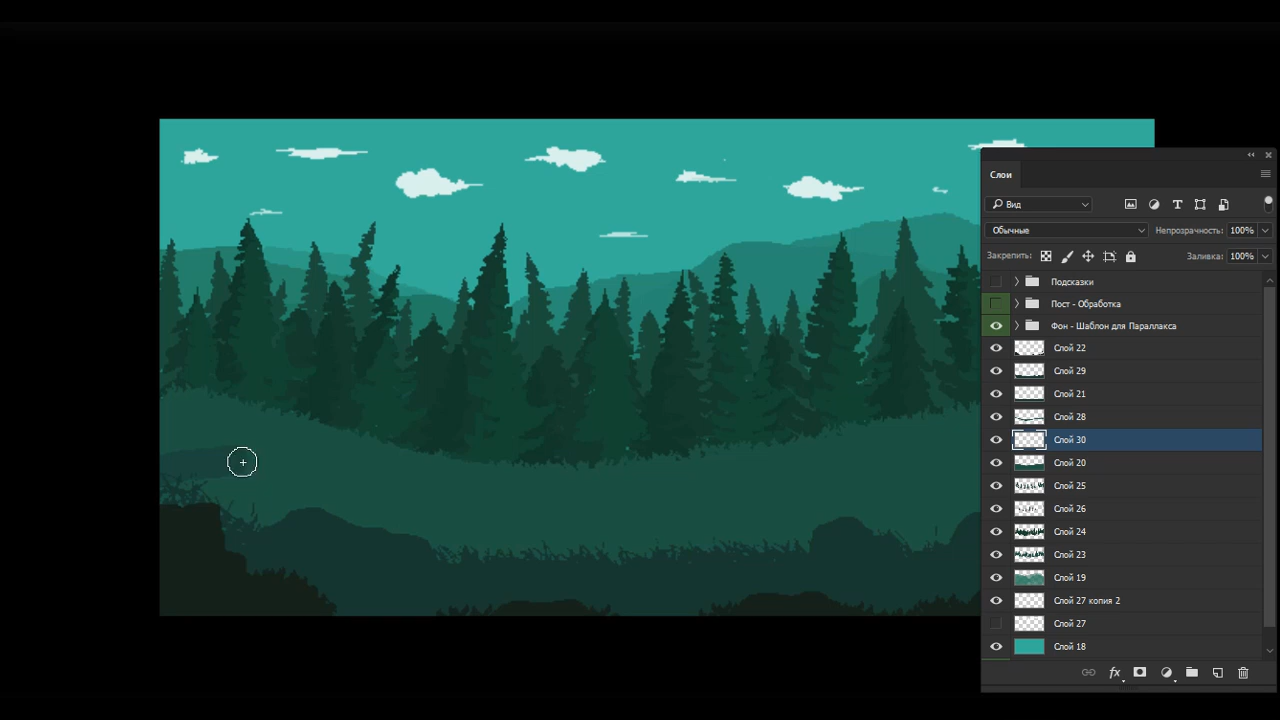 Слои
Вид
Обычные Непрозрачность: 100%
Закрепить: Заливка: 100%
Подсказки
Пост - Обработка
Фон - Шаблон для Параллакса
Слой 22
Слой 29
Слой 21
Слой 28
Слой 30
Слой 20
Слой 25
Слой 26
Слой 24
Слой 23
Слой 19
Слой 27 копия 2
Слой 27
Слой 18
fx